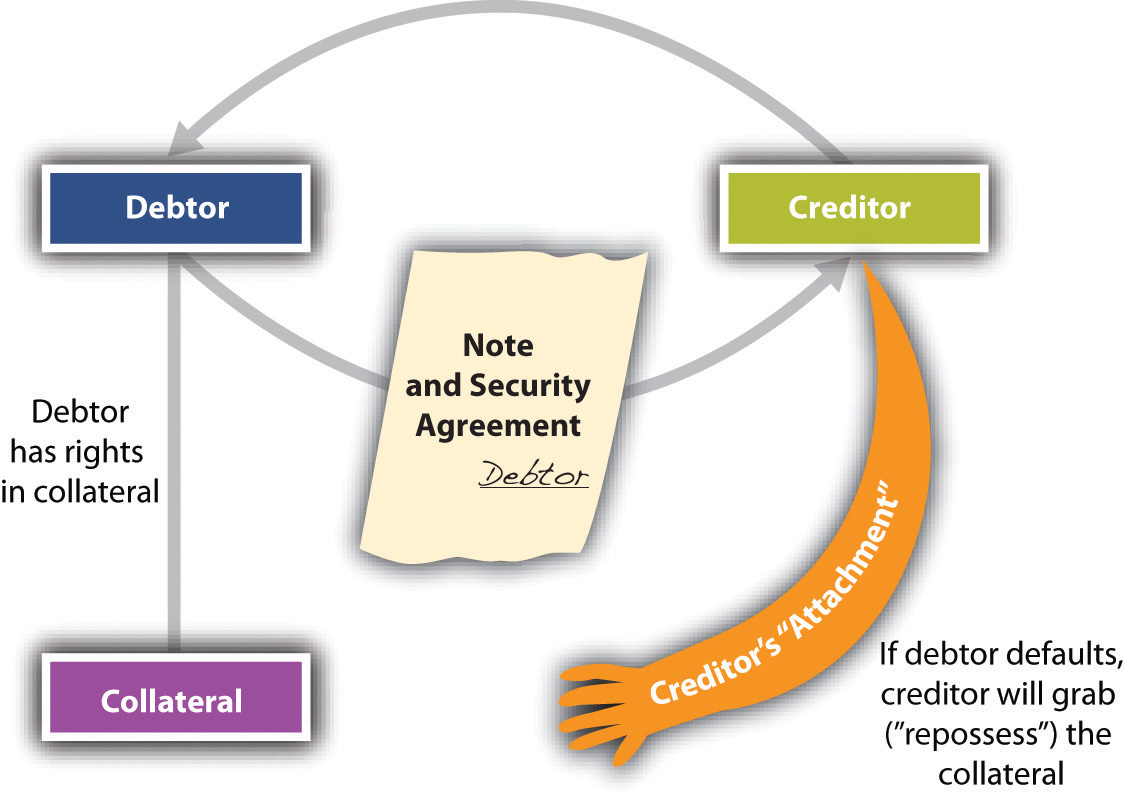 Debtor
Creditor
Note
and Security
Agreement
Debtor
Debtor
has rights
in collateral
Collateral
Creditor's “Attachment”
If debtor defaults,
creditor will grab
(”repossess”) the
collateral